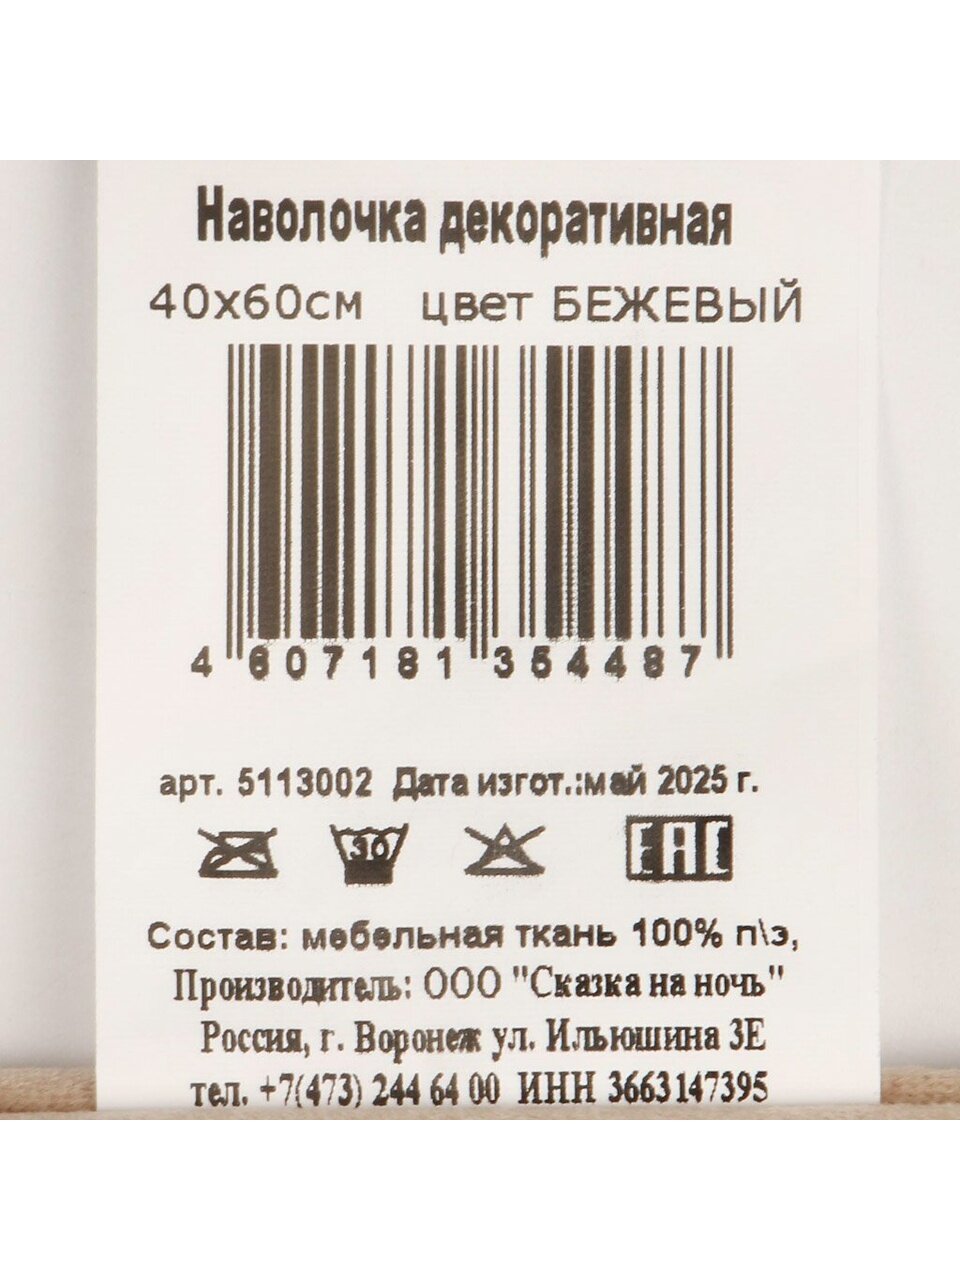 Наволочка декоративная
40х60см цвет БЕЖЕВЫЙ
4 607181 354487
арт. 5113002 Дата изгот.:май 2025 г.
30 EAC
Состав: мебельная ткань 100% п\э,
Производитель: ООО "Сказка на ночь"
Россия, г. Воронеж ул. Ильюшина 3Е
тел. +7(473) 244 64 00 ИНН 3663147395